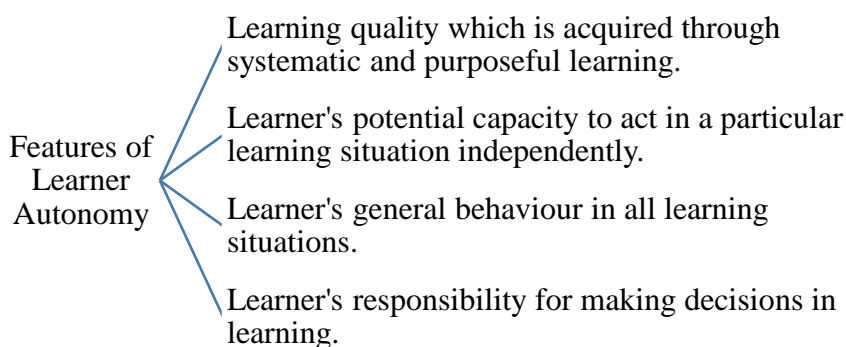 Features of
Learner
Autonomy
Learning quality which is acquired through
systematic and purposeful learning.
Learner's potential capacity to act in a particular
learning situation independently.
Learner's general behaviour in all learning
situations.
Learner's responsibility for making decisions in
learning.